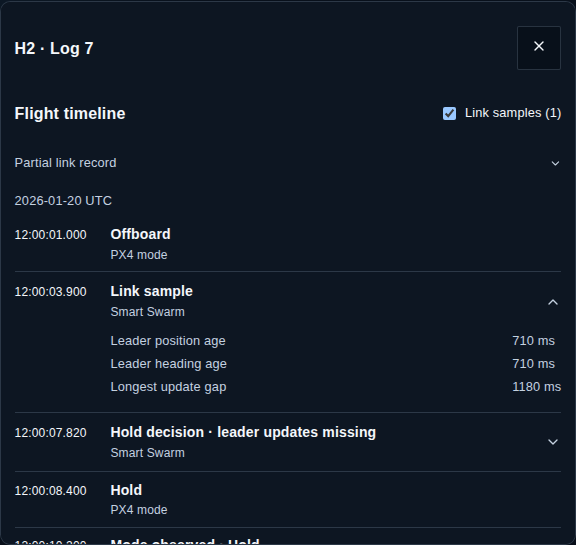 H2 · Log 7
Flight timeline
Link samples (1)
Partial link record
2026-01-20 UTC
12:00:01.000 Offboard
PX4 mode
12:00:03.900 Link sample
Smart Swarm
Leader position age 710 ms
Leader heading age 710 ms
Longest update gap 1180 ms
12:00:07.820 Hold decision · leader updates missing
Smart Swarm
12:00:08.400 Hold
PX4 mode
Mode observed · Hold